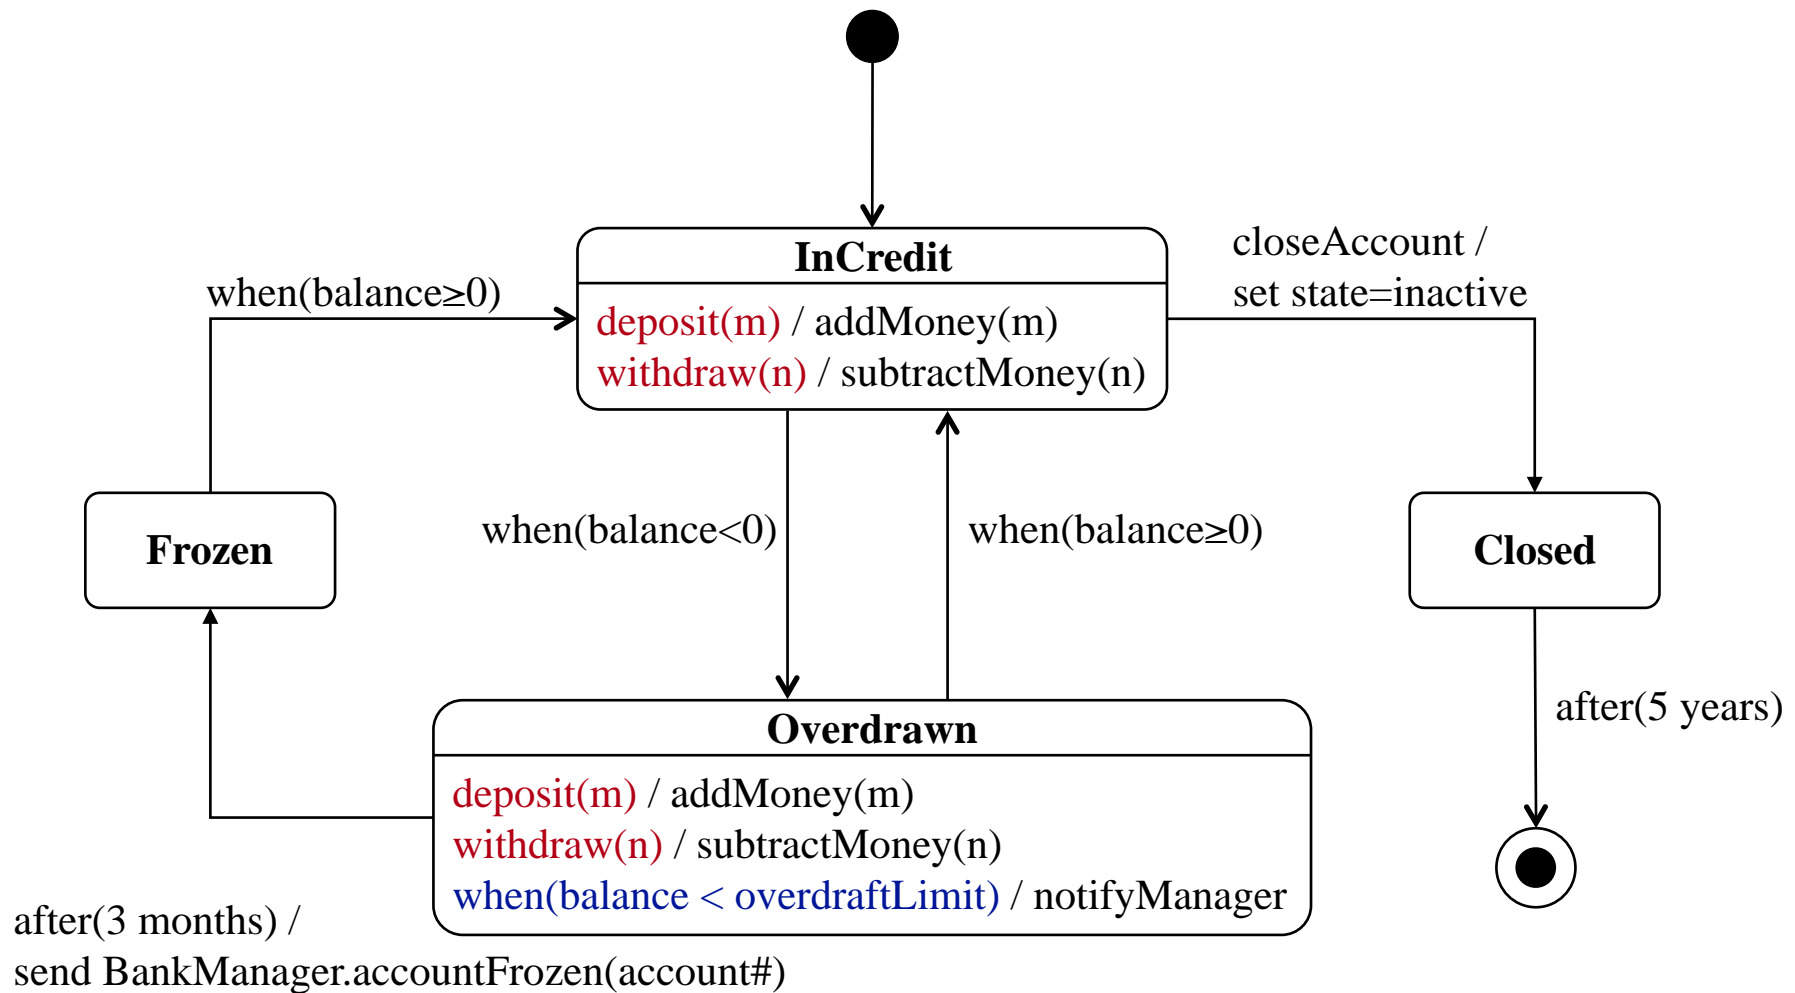 InCredit
deposit(m) / addMoney(m)
withdraw(n) / subtractMoney(n)
closeAccount /
set state=inactive
when(balance≥0)
Frozen
when(balance<0)
when(balance≥0)
Closed
Overdrawn
deposit(m) / addMoney(m)
withdraw(n) / subtractMoney(n)
when(balance < overdraftLimit) / notifyManager
after(5 years)
after(3 months) /
send BankManager.accountFrozen(account#)